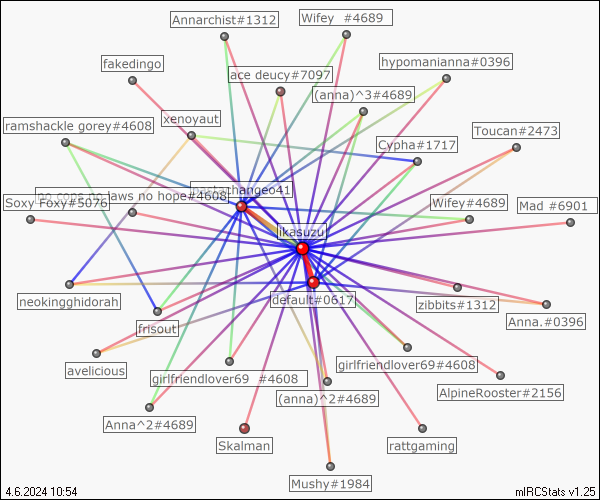 Annarchist#1312
Wifey  #4689
fakedingo
ace deucy#7097
hypomanianna#0396
(anna)^3#4689
xenoyaut
ramshackle gorey#4608
Cypha#1717
Toucan#2473
no cops no laws no hope#4608
Soxy Foxy#5076
Wifey#4689
Mad #6901
likasuzu
default#0617
neokingghidorah
frisout
zibbits#1312
Anna.#0396
avelicious
girlfriendlover69  #4608
girlfriendlover69#4608
(anna)^2#4689
AlpineRooster#2156
Anna^2#4689
Skalman
rattgaming
Mushy#1984
4.6.2024 10:54
mIRCStats v1.25